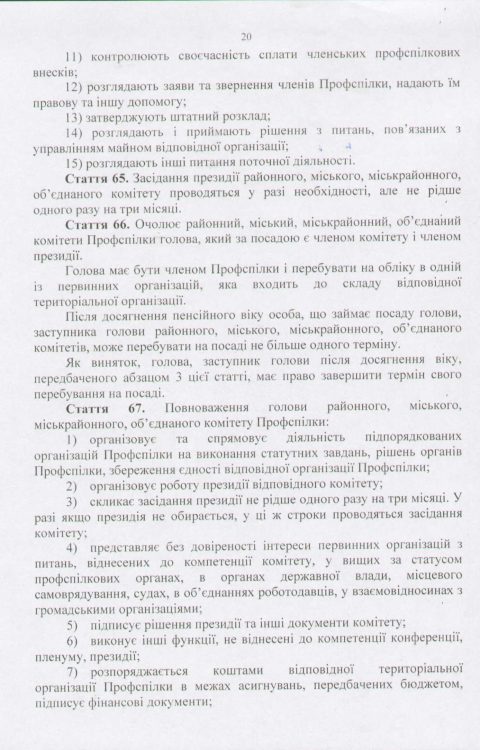 20
11) контролюють своєчасність сплати членських профспілкових
внесків;
12) розглядають заяви та звернення членів Профспілки, надають їм
правову та іншу допомогу;
13) затверджують штатний розклад;
14) розглядають і приймають рішення з питань, пов’язаних з
управлінням майном відповідної організації;
15) розглядають інші питання поточної діяльності.
Стаття 65. Засідання президії районного, міського, міськрайонного,
об’єднаного комітету проводяться у разі необхідності, але не рідше
одного разу на три місяці.
Стаття 66. Очолює районний, міський, міськрайонний, об’єднаний
комітети Профспілки голова, який за посадою є членом комітету і членом
президії.
Голова має бути членом Профспілки і перебувати на обліку в одній
із первинних організацій, яка входить до складу відповідної
територіальної організації.
Після досягнення пенсійного віку особа, що займає посаду голови,
заступника голови районного, міського, міськрайонного, об’єднаного
комітетів, може перебувати на посаді не більше одного терміну.
Як виняток, голова, заступник голови після досягнення віку,
передбаченого абзацом 3 цієї статті, має право завершити термін свого
перебування на посаді.
Стаття 67. Повноваження голови районного, міського,
міськрайонного, об’єднаного комітету Профспілки:
1) організовує та спрямовує діяльність підпорядкованих
організацій Профспілки на виконання статутних завдань, рішень органів
Профспілки, збереження єдності відповідної організації Профспілки;
2) організовує роботу президії відповідного комітету;
3) скликає засідання президії не рідше одного разу на три місяці. У
разі якщо президія не обирається, у ці ж строки проводяться засідання
комітету;
4) представляє без довіреності інтереси первинних організацій з
питань, віднесених до компетенції комітету, у вищих за статусом
профспілкових органах, в органах державної влади, місцевого
самоврядування, судах, в об’єднаннях роботодавців, у взаємовідносинах з
громадськими організаціями;
5) підписує рішення президії та інші документи комітету;
6) виконує інші функції, не віднесені до компетенції конференції,
пленуму, президії;
7) розпоряджається коштами відповідної територіальної
організації Профспілки в межах асигнувань, передбачених бюджетом,
підписує фінансові документи;